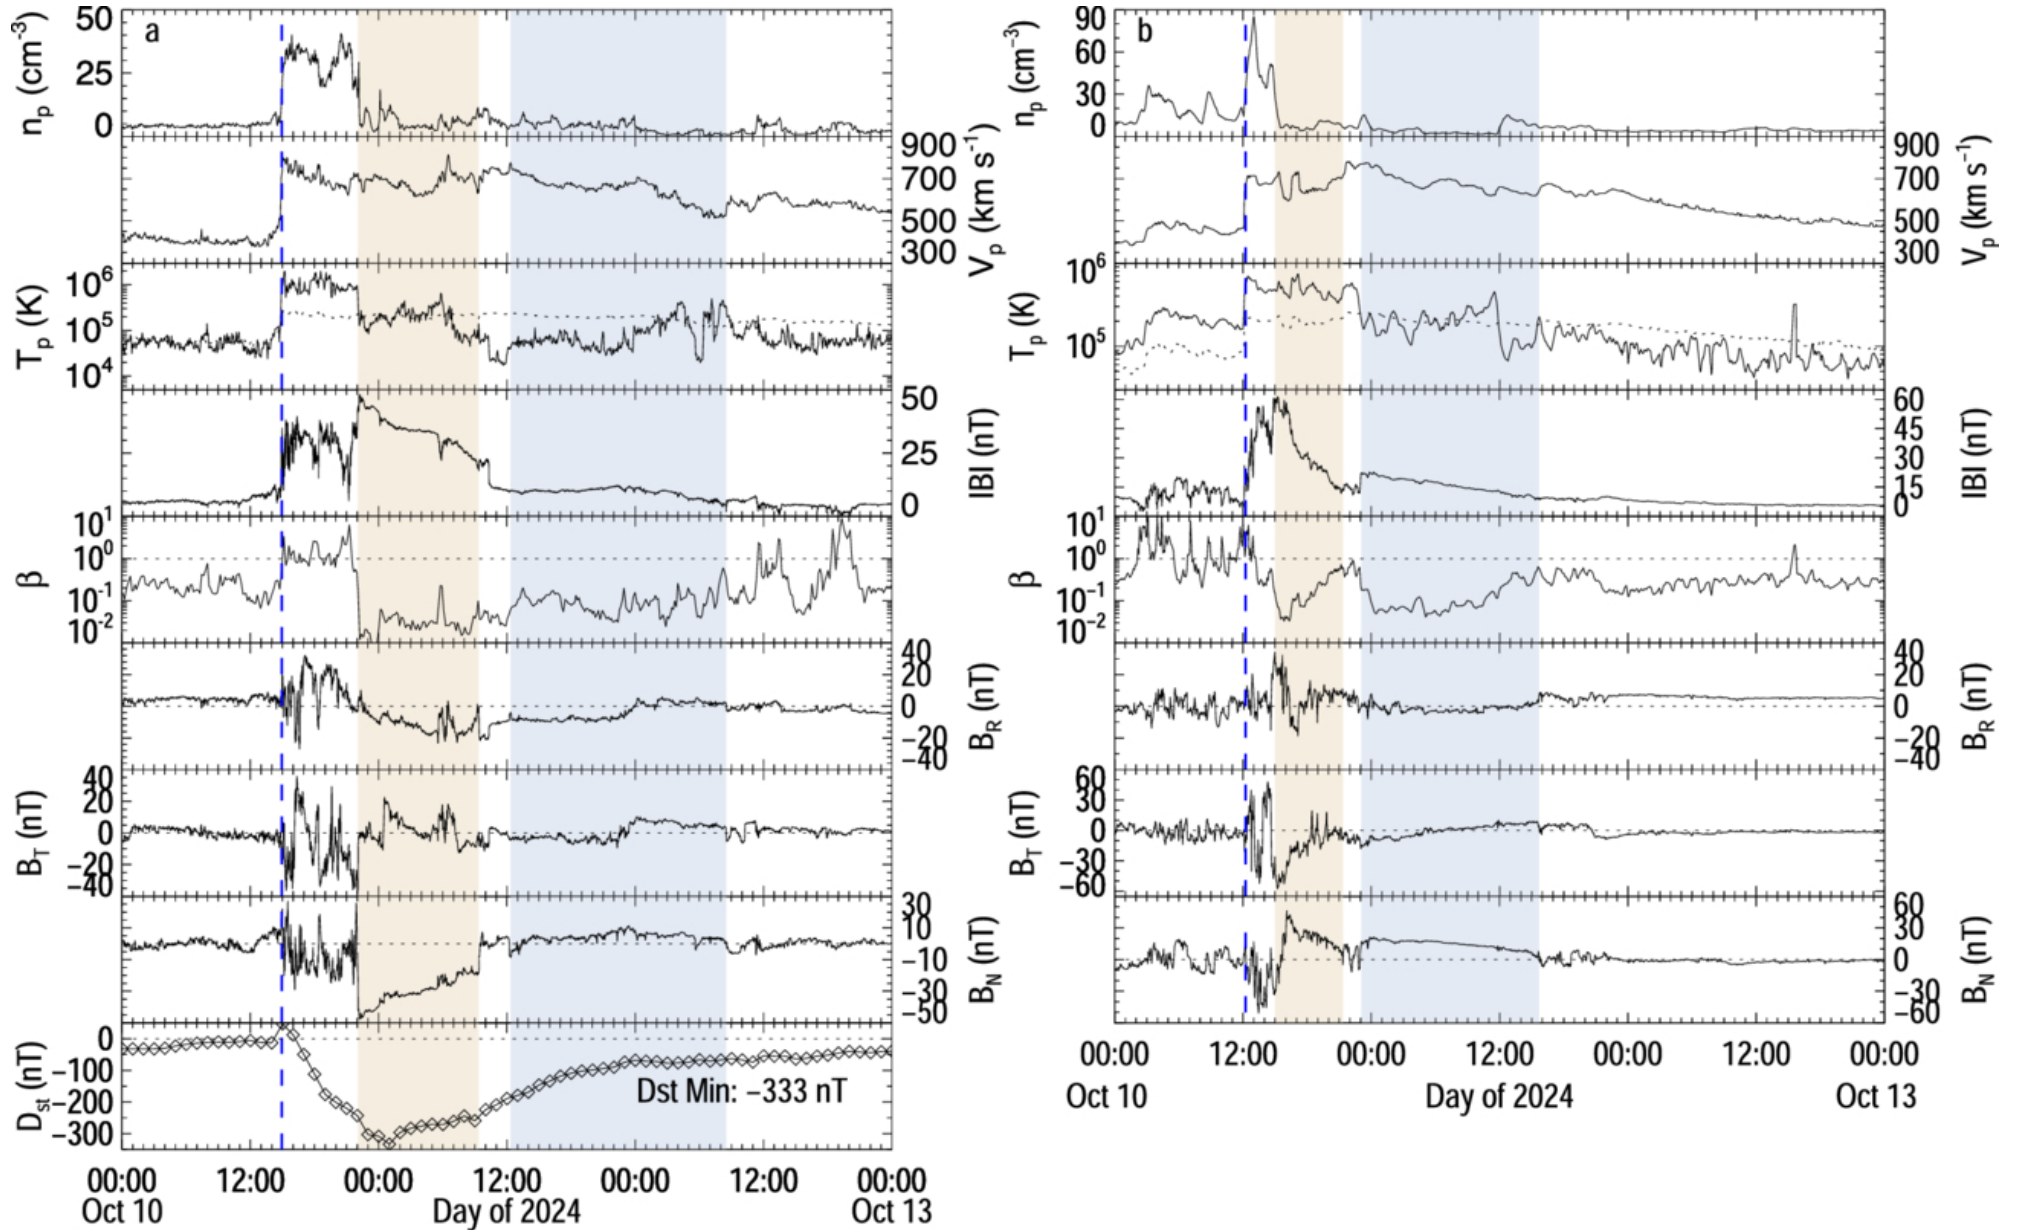 a
n_p (cm^−3)
50
25
0
V_p (km s^−1)
900
700
500
300
T_p (K)
10^6
10^5
10^4
|B| (nT)
50
25
0
β
10^1
10^0
10^−1
10^−2
B_R (nT)
40
20
0
−20
−40
B_T (nT)
40
20
0
−20
−40
B_N (nT)
30
10
−10
−30
−50
D_st (nT)
0
−100
−200
−300
Dst Min: −333 nT
00:00 12:00 00:00 12:00 00:00 12:00 00:00
Oct 10 Day of 2024 Oct 13
b
n_p (cm^−3)
90
60
30
0
V_p (km s^−1)
900
700
500
300
T_p (K)
10^6
10^5
|B| (nT)
60
45
30
15
0
β
10^1
10^0
10^−1
10^−2
B_R (nT)
40
20
0
−20
−40
B_T (nT)
60
30
0
−30
−60
B_N (nT)
60
30
0
−30
−60
00:00 12:00 00:00 12:00 00:00 12:00 00:00
Oct 10 Day of 2024 Oct 13